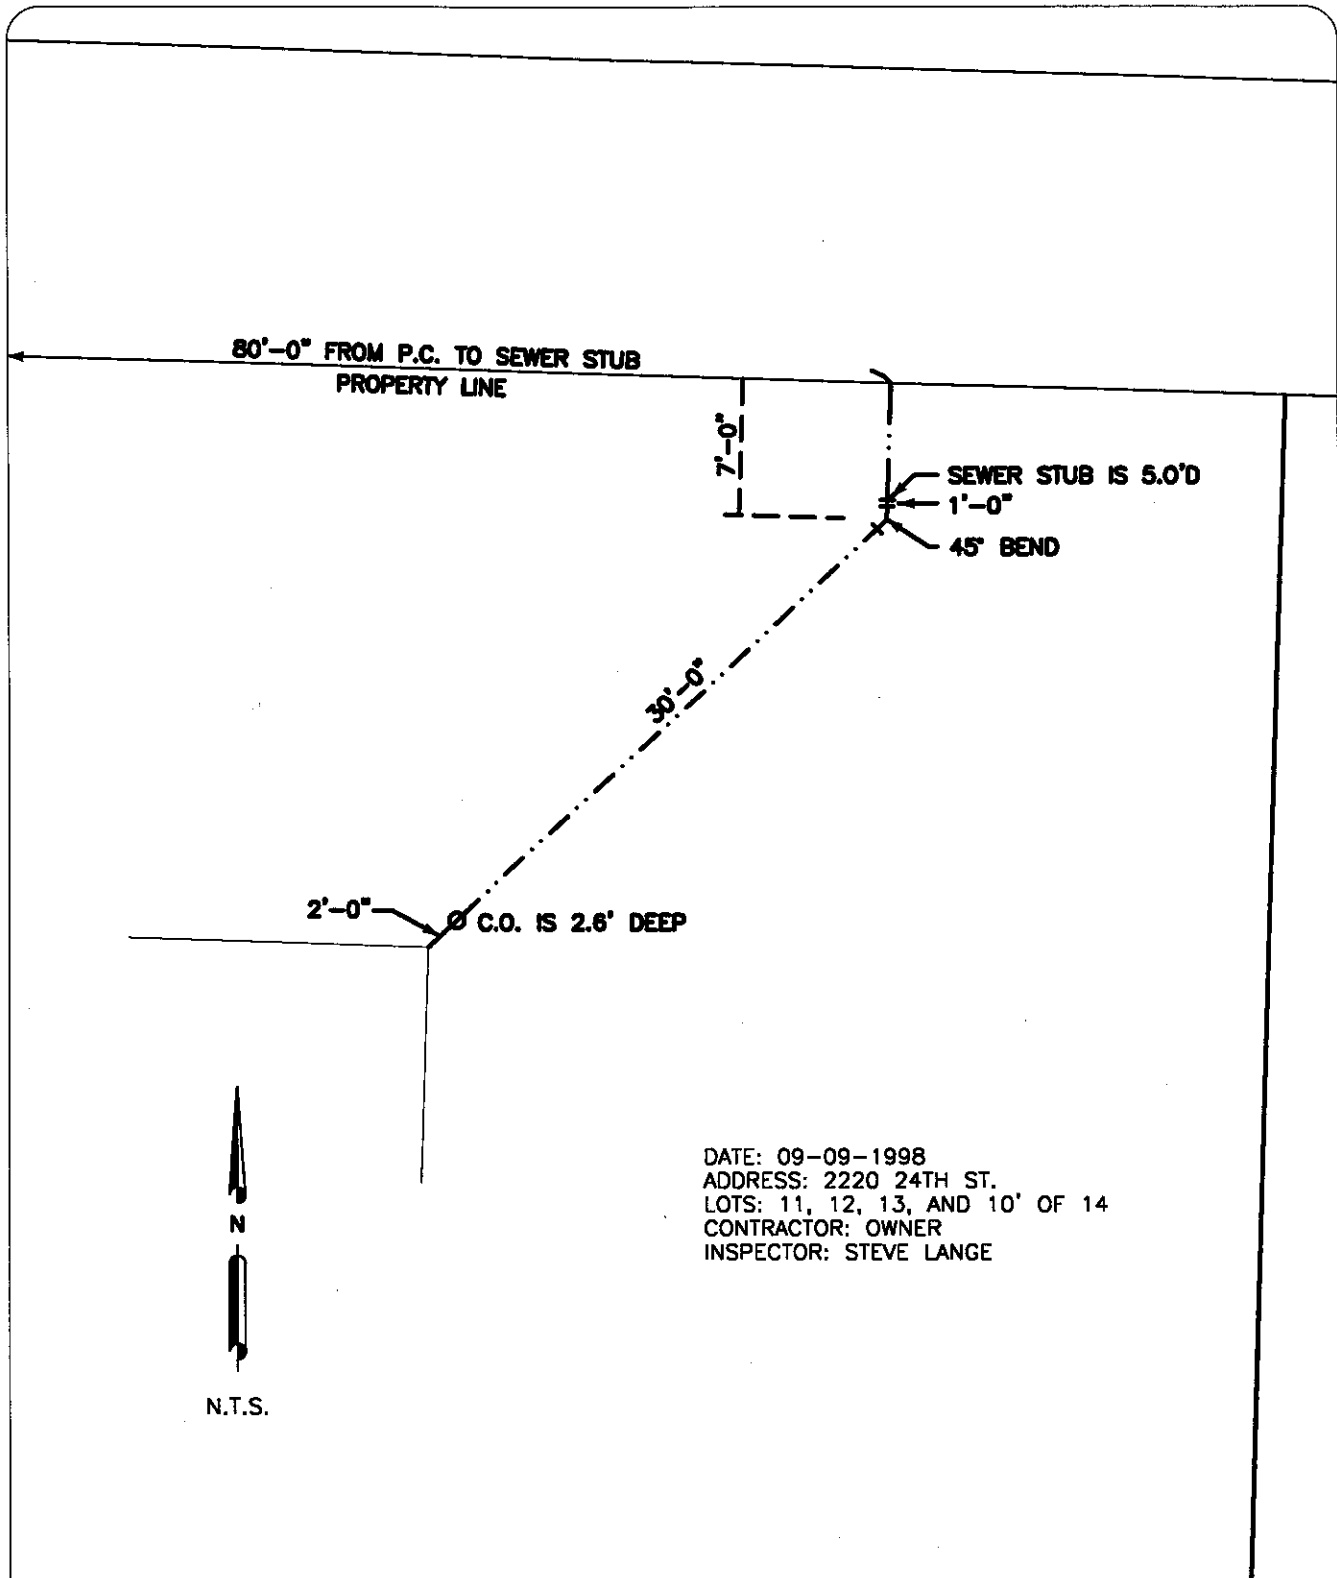 80'-0" FROM P.C. TO SEWER STUB
PROPERTY LINE
7'-0"
SEWER STUB IS 5.0'D
1'-0"
45° BEND
30'-0"
2'-0"
C.O. IS 2.6' DEEP
N
N.T.S.
DATE: 09-09-1998
ADDRESS: 2220 24TH ST.
LOTS: 11, 12, 13, AND 10' OF 14
CONTRACTOR: OWNER
INSPECTOR: STEVE LANGE